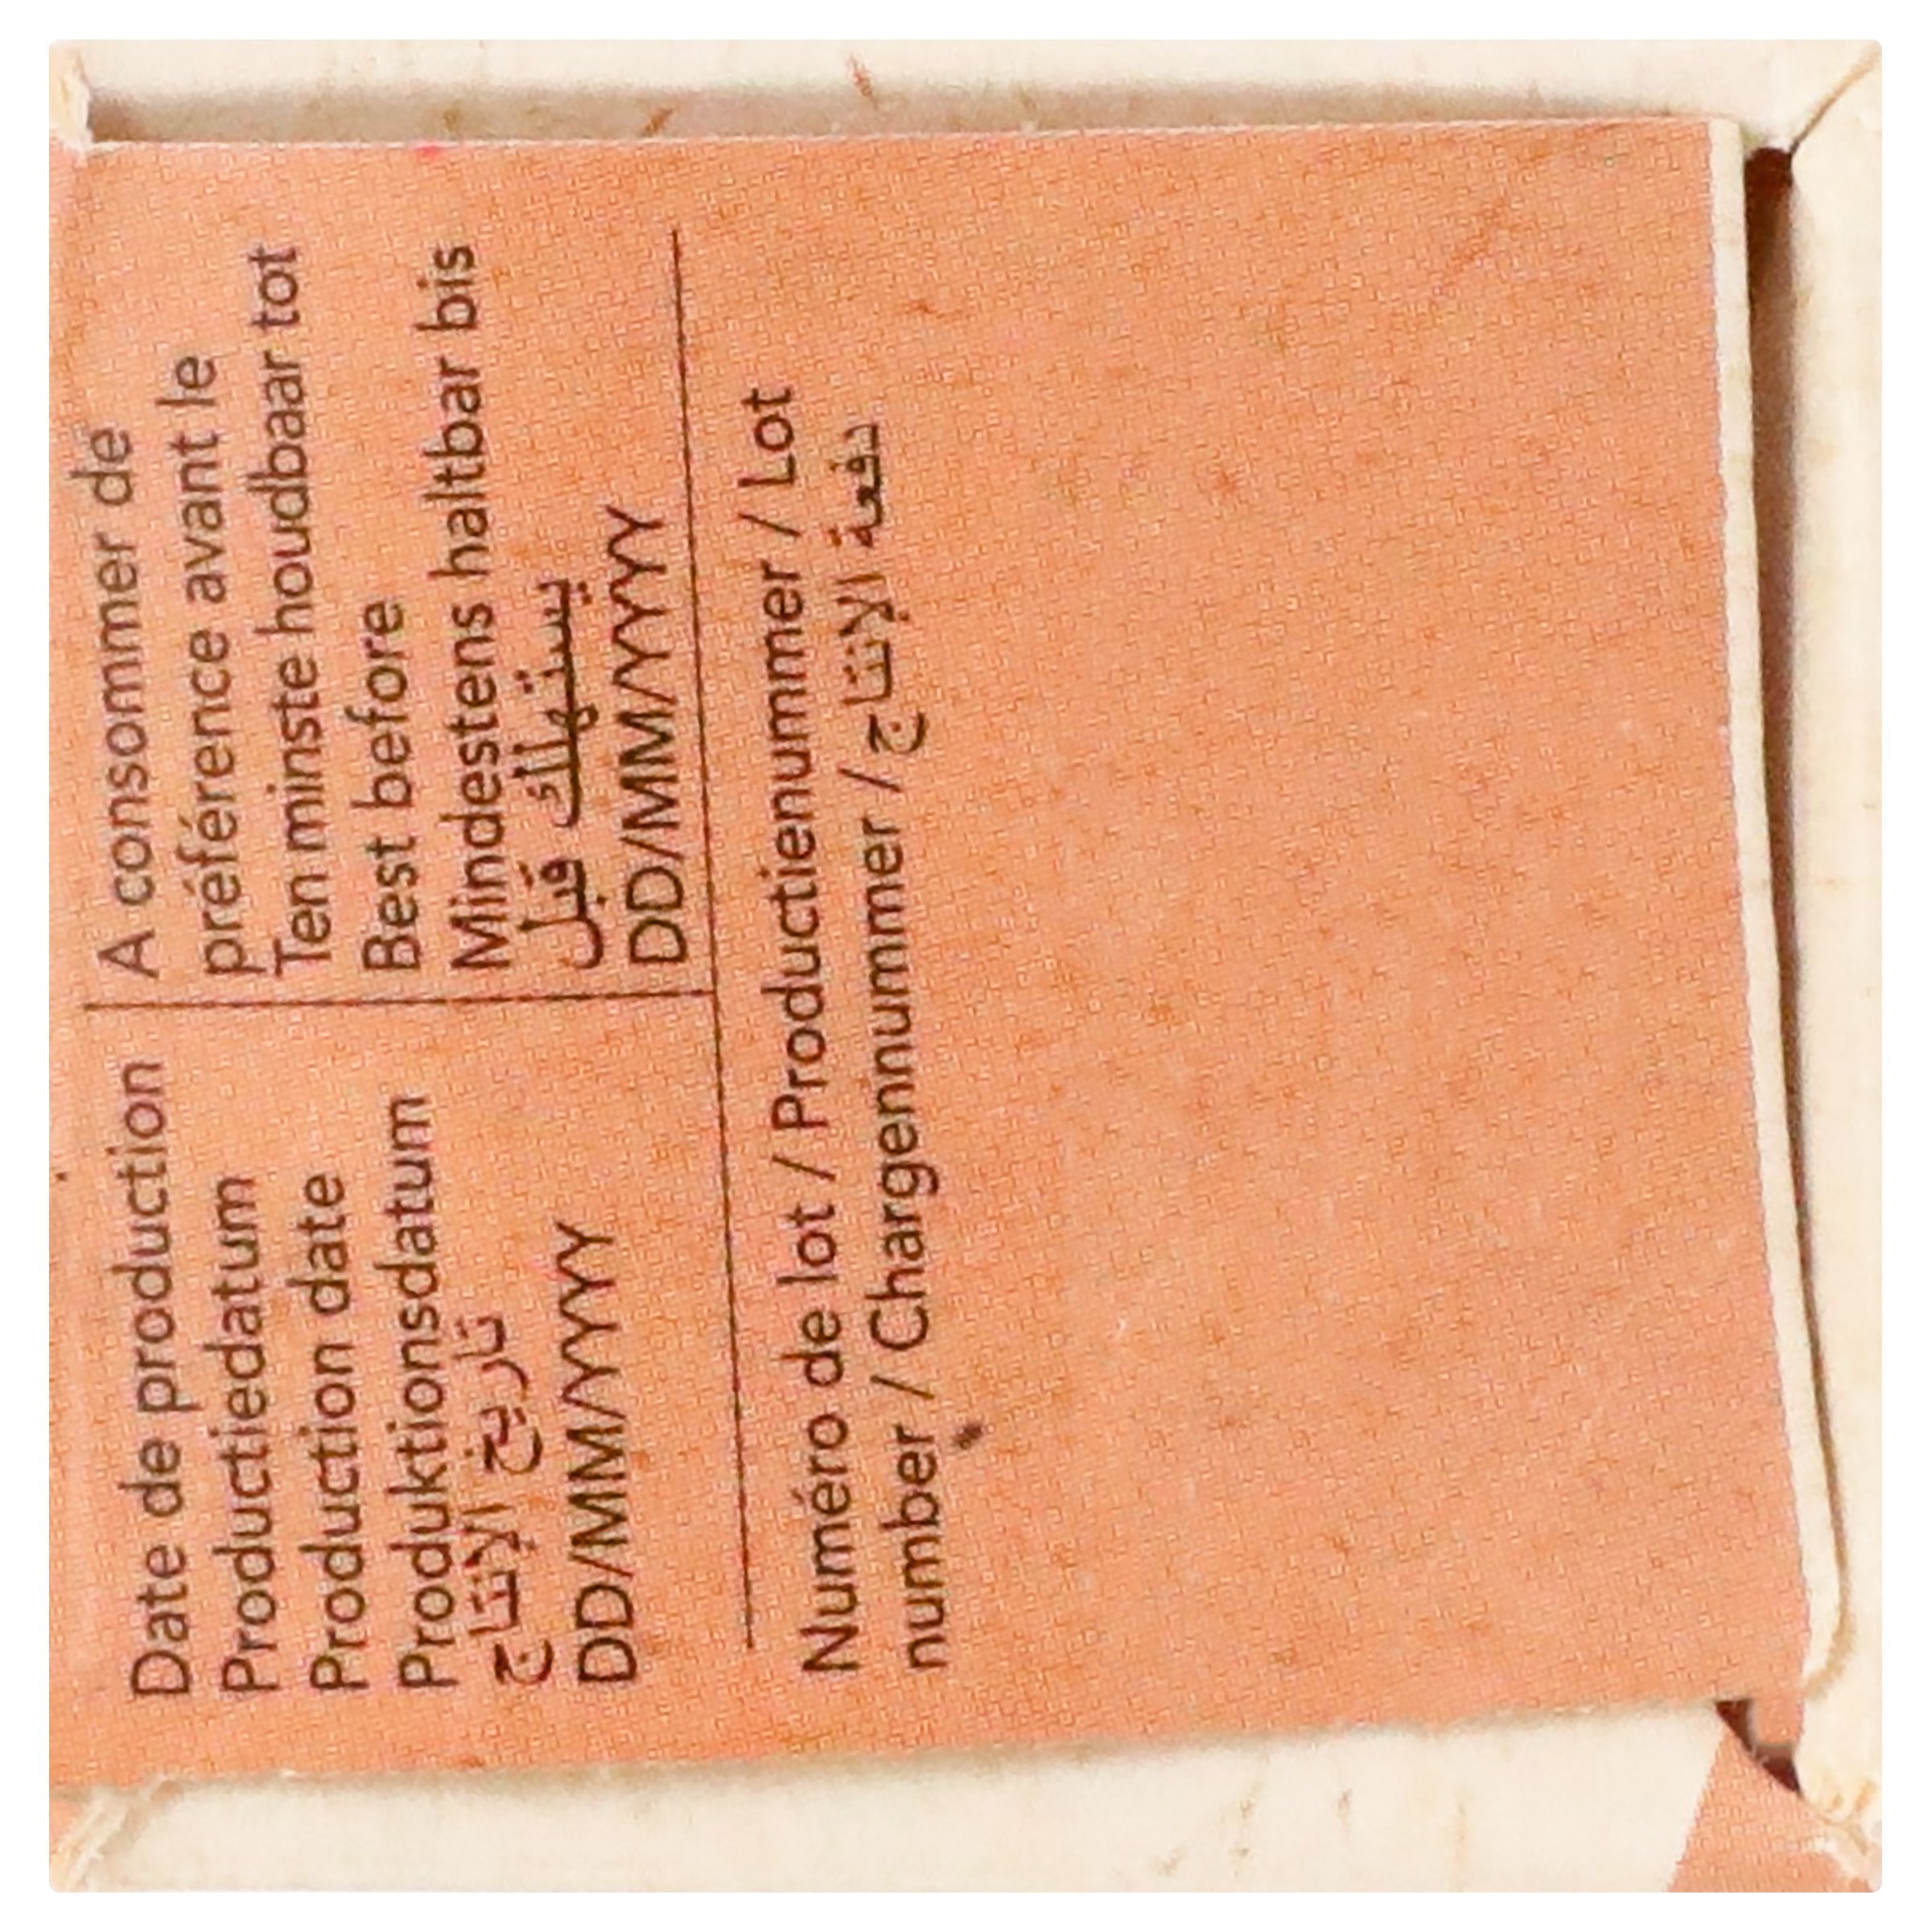 Date de production
Productiedatum
Production date
Produktionsdatum
تاريخ الإنتاج
DD/MM/YYYY
A consommer de
préférence avant le
Ten minste houdbaar tot
Best before
Mindestens haltbar bis
يستهلك قبل
DD/MM/YYYY
Numéro de lot / Productienummer / Lot
number / Chargennummer / دفعة الإنتاج